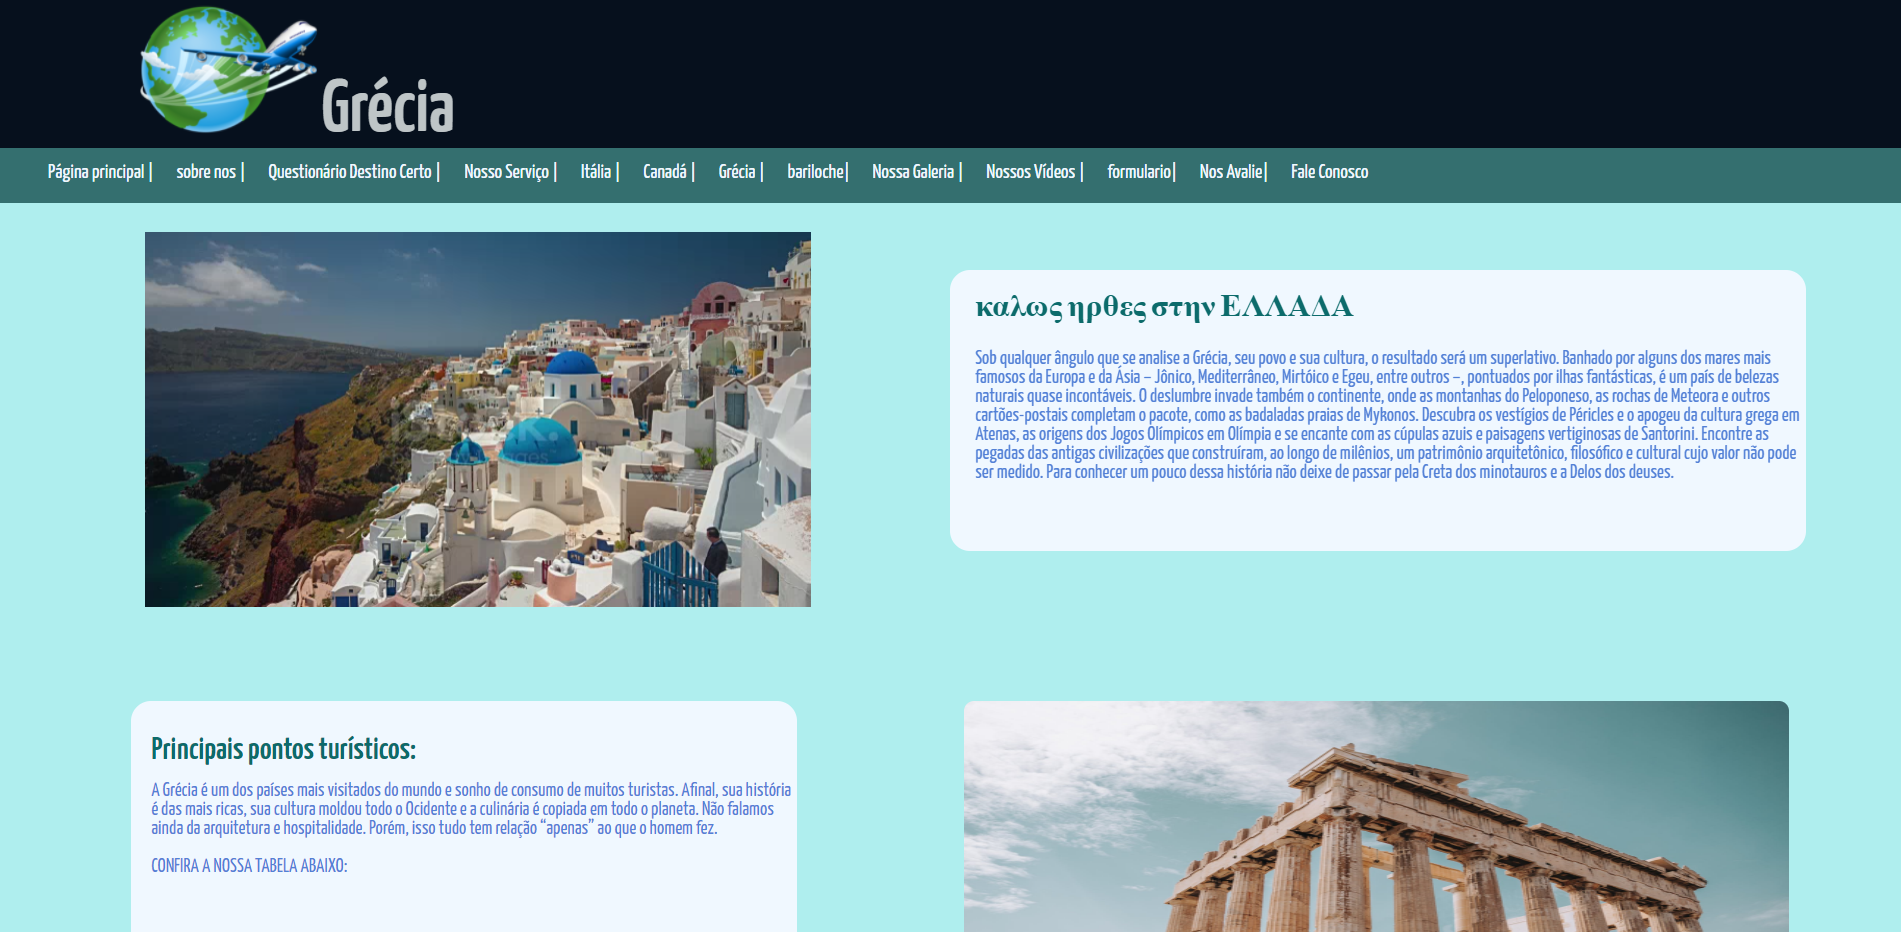 Grécia
Página principal | sobre nos | Questionário Destino Certo | Nosso Serviço | Itália | Canadá | Grécia | bariloche| Nossa Galeria | Nossos Vídeos | formulario| Nos Avalie| Fale Conosco
καλως ηρθες στην ΕΛΛΑΔΑ
Sob qualquer ângulo que se analise a Grécia, seu povo e sua cultura, o resultado será um superlativo. Banhado por alguns dos mares mais
famosos da Europa e da Ásia – Jônico, Mediterrâneo, Mirtóico e Egeu, entre outros –, pontuados por ilhas fantásticas, é um país de belezas
naturais quase incontáveis. O deslumbre invade também o continente, onde as montanhas do Peloponeso, as rochas de Meteora e outros
cartões-postais completam o pacote, como as badaladas praias de Mykonos. Descubra os vestígios de Péricles e o apogeu da cultura grega em
Atenas, as origens dos Jogos Olímpicos em Olímpia e se encante com as cúpulas azuis e paisagens vertiginosas de Santorini. Encontre as
pegadas das antigas civilizações que construíram, ao longo de milênios, um patrimônio arquitetônico, filosófico e cultural cujo valor não pode
ser medido. Para conhecer um pouco dessa história não deixe de passar pela Creta dos minotauros e a Delos dos deuses.
Principais pontos turísticos:
A Grécia é um dos países mais visitados do mundo e sonho de consumo de muitos turistas. Afinal, sua história
é das mais ricas, sua cultura moldou todo o Ocidente e a culinária é copiada em todo o planeta. Não falamos
ainda da arquitetura e hospitalidade. Porém, isso tudo tem relação “apenas” ao que o homem fez.
CONFIRA A NOSSA TABELA ABAIXO: